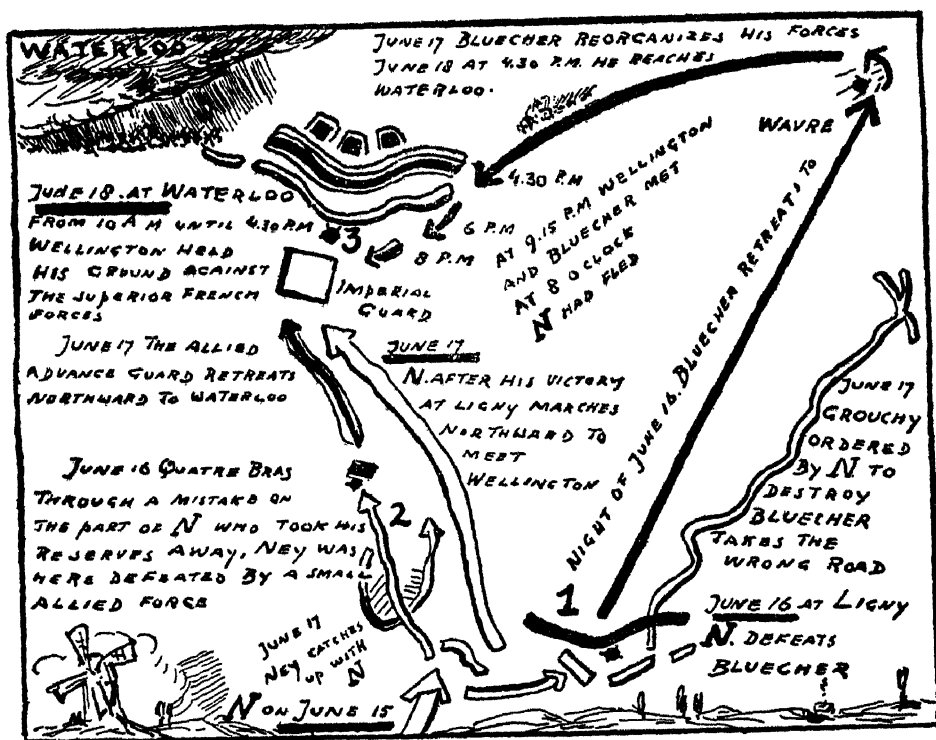 WATERLOO
JUNE 17 BLUECHER REORGANIZES HIS FORCES
JUNE 18 AT 4.30 P.M. HE REACHES
WATERLOO.
WAVRE
4.30 P.M
6 P.M
8 P.M
AT 9.15 P.M WELLINGTON
AND BLUECHER MET
AT 8 OCLOCK
N HAD FLED
JUNE 18. AT WATERLOO
FROM 10 A M UNTIL 4.30 P.M
WELLINGTON HELD
HIS GROUND AGAINST
THE SUPERIOR FRENCH
FORCES
3
IMPERIAL
GUARD
JUNE 17 THE ALLIED
ADVANCE GUARD RETREATS
NORTHWARD TO WATERLOO
JUNE 17
N. AFTER HIS VICTORY
AT LIGNY MARCHES
NORTHWARD TO
MEET
WELLINGTON
NIGHT OF JUNE 16. BLUECHER RETREATS TO
JUNE 17
GROUCHY
ORDERED
BY N TO
DESTROY
BLUECHER
TAKES THE
WRONG ROAD
JUNE 16 QUATRE BRAS
THROUGH A MISTAKE ON
THE PART OF N WHO TOOK HIS
RESERVES AWAY, NEY WAS
HERE DEFEATED BY A SMALL
ALLIED FORCE
2
1
JUNE 16 AT LIGNY
N. DEFEATS
BLUECHER
JUNE 17
NEY CATCHES
UP WITH
N
N ON JUNE 15